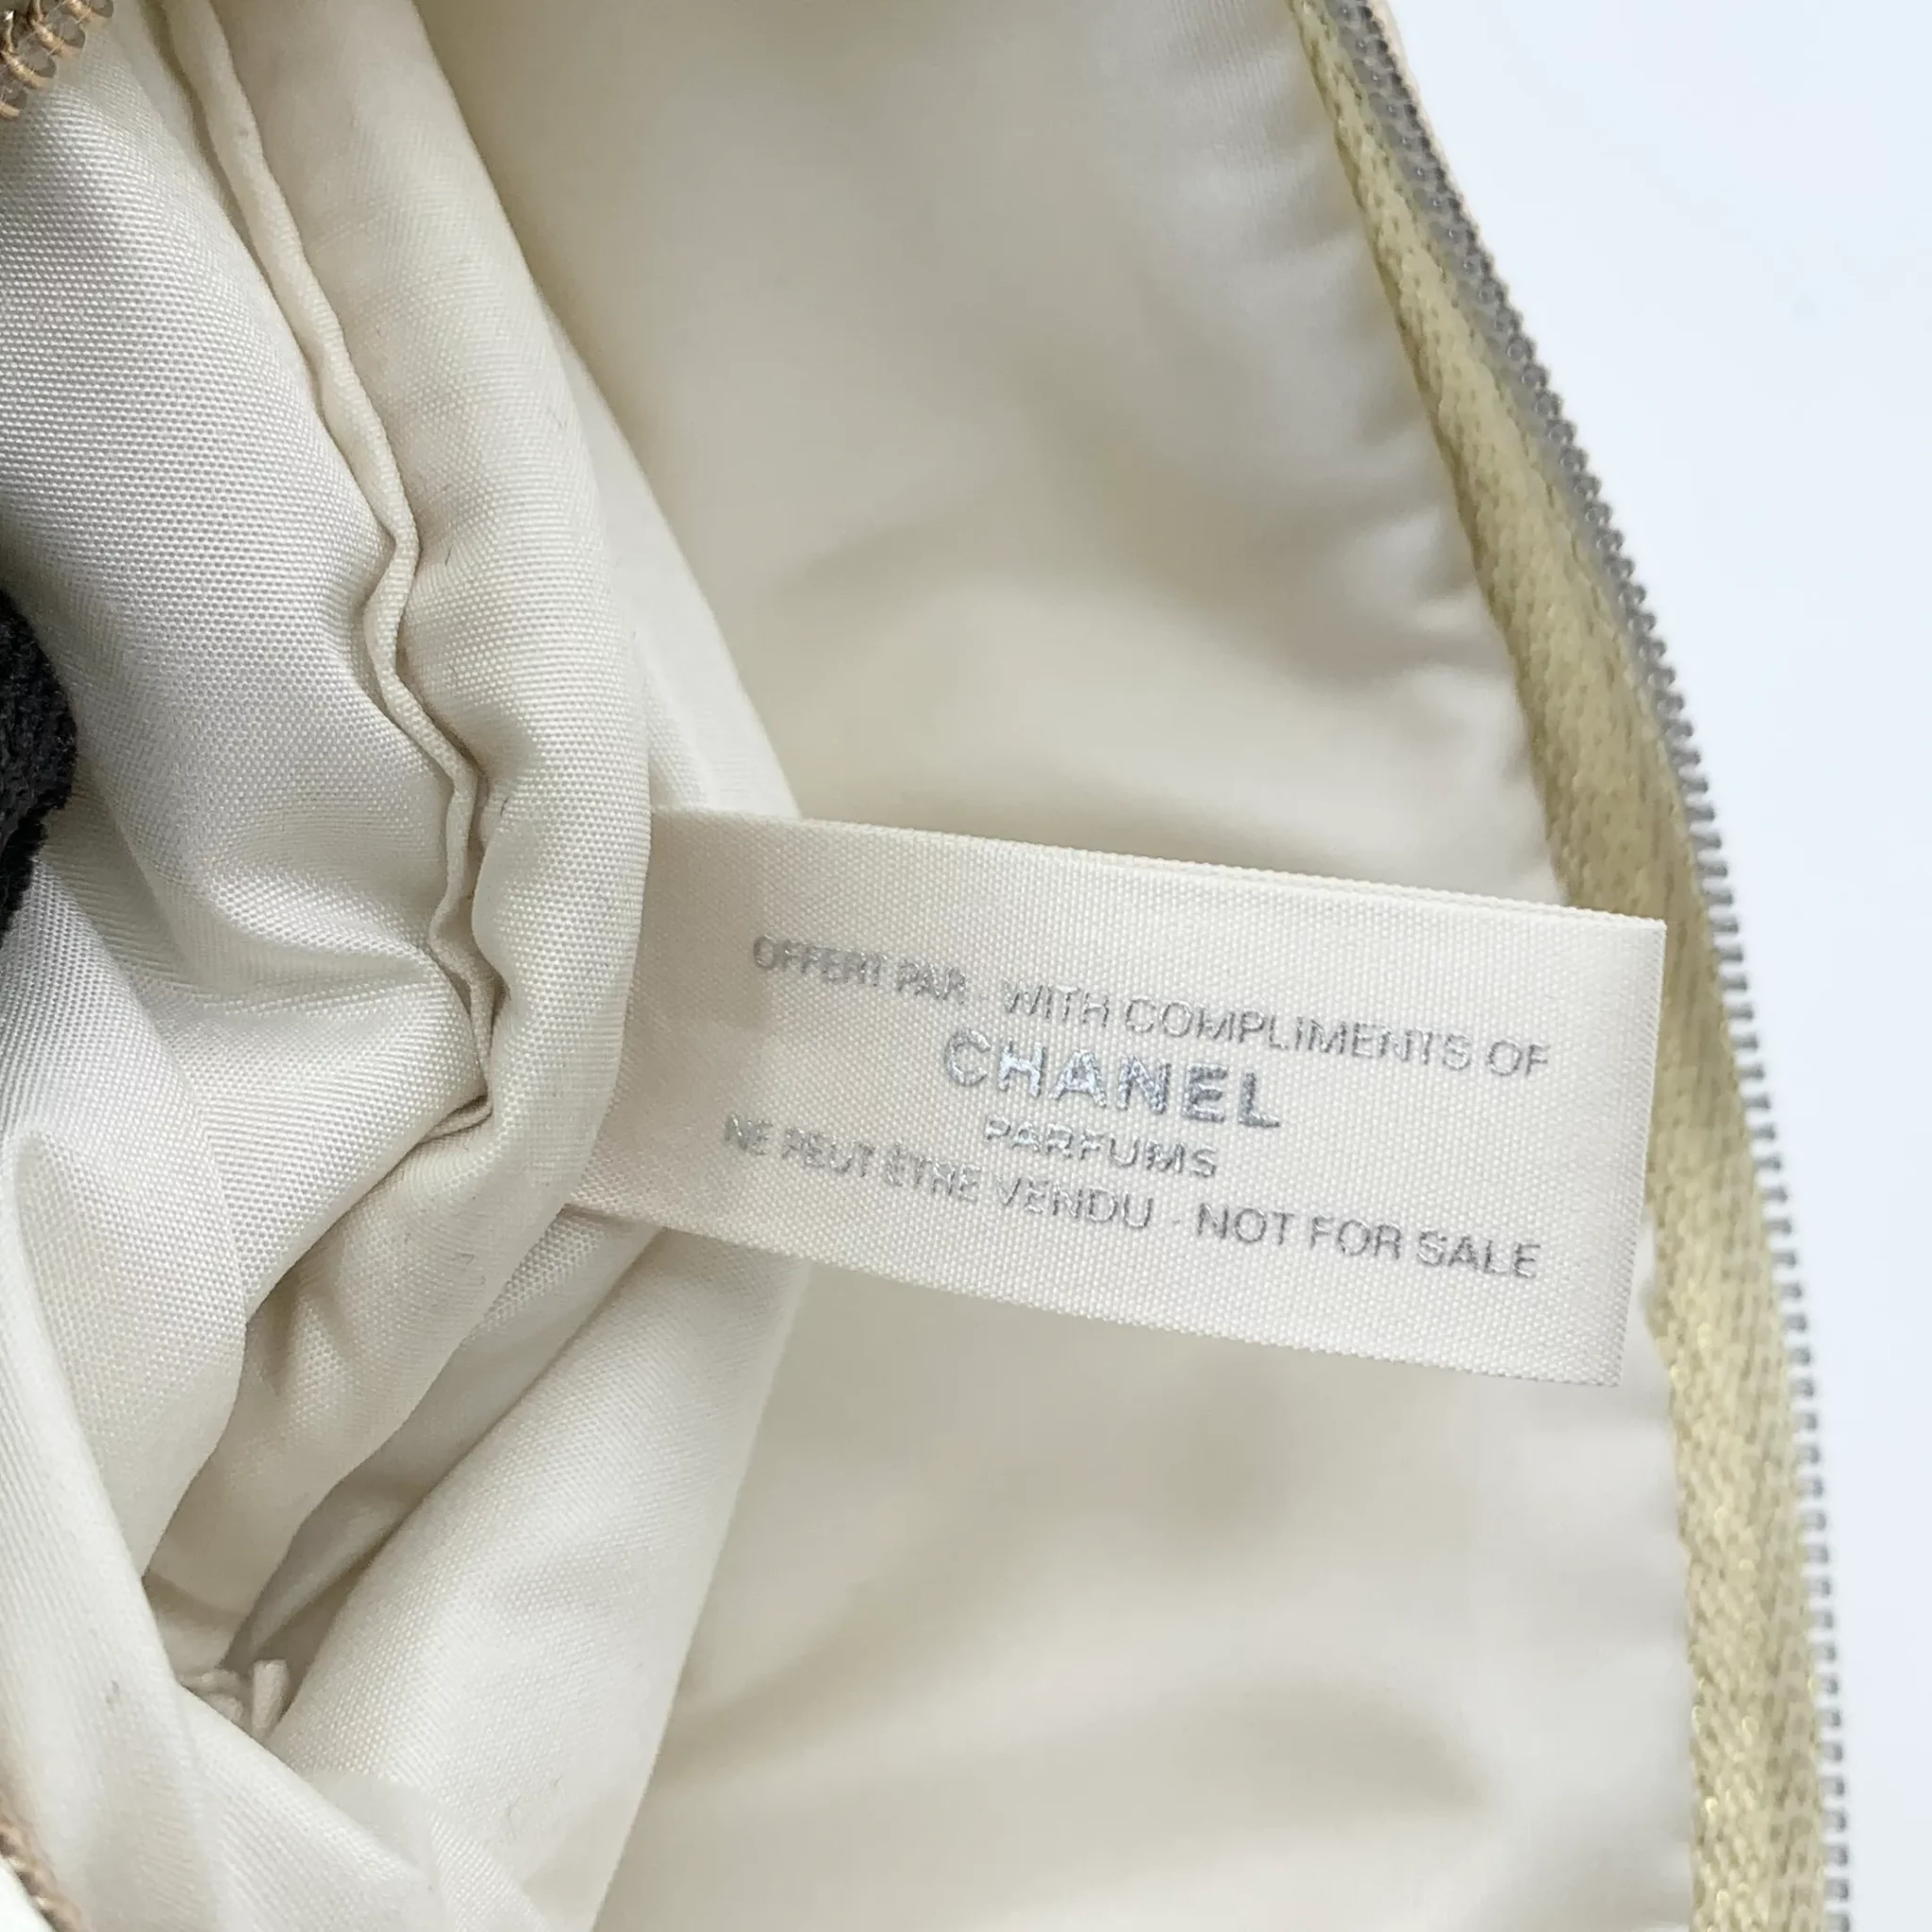 OFFERT PAR - WITH COMPLIMENTS OF
CHANEL
PARFUMS
NE PEUT ÊTRE VENDU - NOT FOR SALE